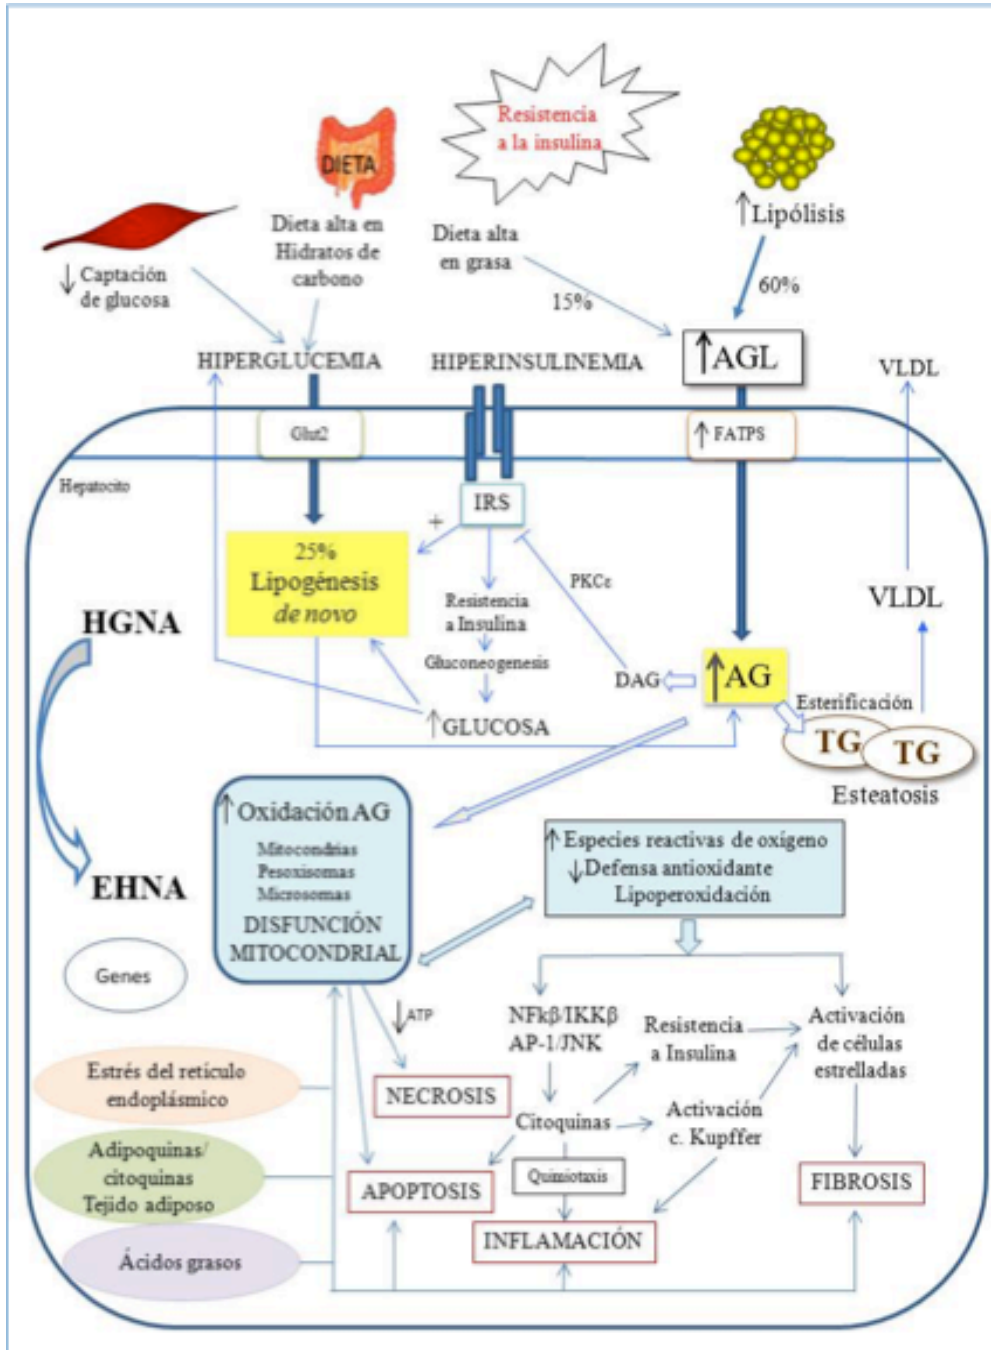 Resistencia
a la insulina
DIETA
↑Lipólisis
Dieta alta en
Hidratos de
carbono
Dieta alta
en grasa
↓ Captación
de glucosa
15%
60%
HIPERGLUCEMIA
HIPERINSULINEMIA
↑AGL
VLDL
Glut2
↑ FATPS
Hepatocito
IRS
+
25%
Lipogénesis
de novo
PKCε
Resistencia
a Insulina
VLDL
HGNA
Gluconeogenesis
DAG
↑AG
Esterificación
↑GLUCOSA
TG
TG
Esteatosis
↑ Oxidación AG
Mitocondrias
Pesoxisomas
Microsomas
DISFUNCIÓN
MITOCONDRIAL
↑ Especies reactivas de oxígeno
↓ Defensa antioxidante
Lipoperoxidación
EHNA
Genes
↓ATP
NFkβ/IKKβ
AP-1/JNK
Resistencia
a Insulina
Activación
de células
estrelladas
Estrés del retículo
endoplásmico
NECROSIS
Citoquinas
Activación
c. Kupffer
Adipoquinas/
citoquinas
Tejido adiposo
APOPTOSIS
Quimiotaxis
FIBROSIS
INFLAMACIÓN
Ácidos grasos